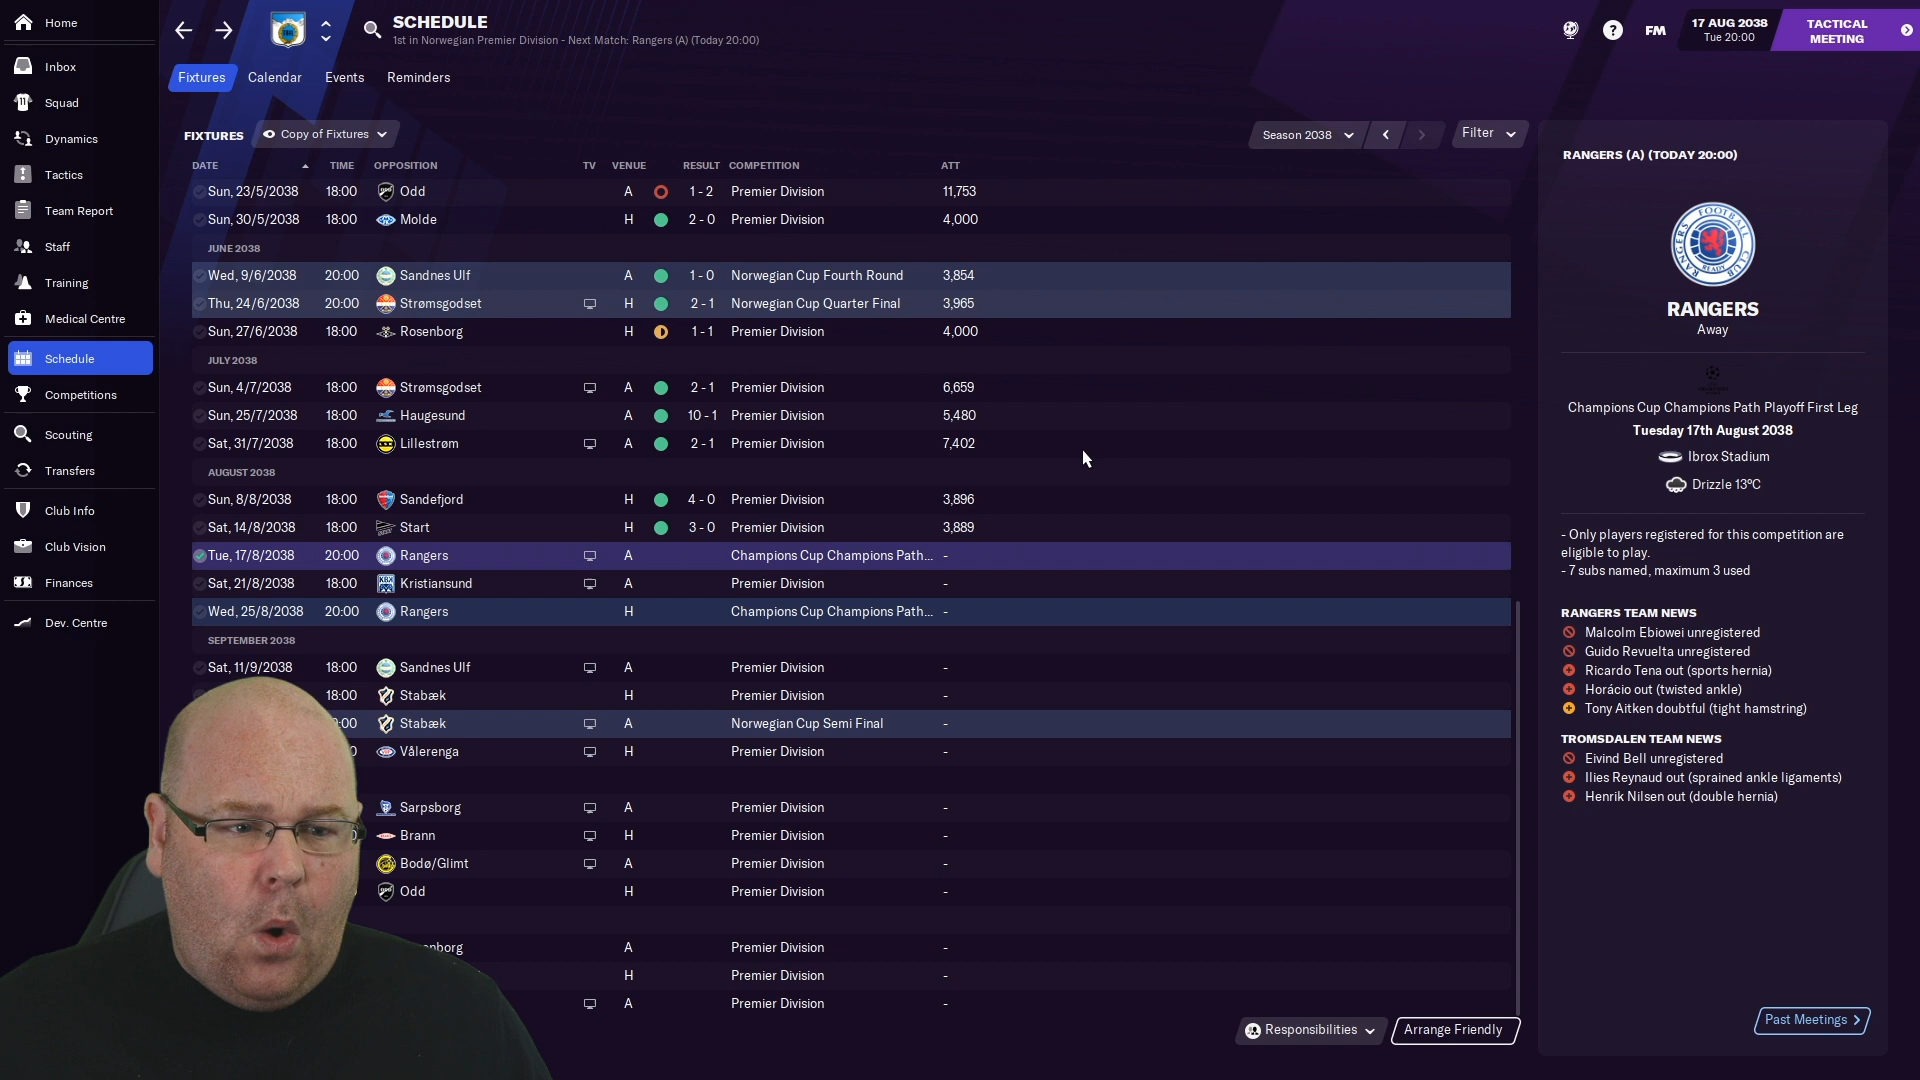 Home
Inbox
Squad
Dynamics
Tactics
Team Report
Staff
Training
Medical Centre
Schedule
Competitions
Scouting
Transfers
Club Info
Club Vision
Finances
Dev. Centre
SCHEDULE
1st in Norwegian Premier Division - Next Match: Rangers (A) (Today 20:00)
FM
17 AUG 2038
Tue 20:00
TACTICAL
MEETING
Fixtures Calendar Events Reminders
FIXTURES Copy of Fixtures
Season 2038
Filter
DATE TIME OPPOSITION TV VENUE RESULT COMPETITION ATT
Sun, 23/5/2038 18:00 Odd A 1 - 2 Premier Division 11,753
Sun, 30/5/2038 18:00 Molde H 2 - 0 Premier Division 4,000
JUNE 2038
Wed, 9/6/2038 20:00 Sandnes Ulf A 1 - 0 Norwegian Cup Fourth Round 3,854
Thu, 24/6/2038 20:00 Strømsgodset H 2 - 1 Norwegian Cup Quarter Final 3,965
Sun, 27/6/2038 18:00 Rosenborg H 1 - 1 Premier Division 4,000
JULY 2038
Sun, 4/7/2038 18:00 Strømsgodset A 2 - 1 Premier Division 6,659
Sun, 25/7/2038 18:00 Haugesund A 10 - 1 Premier Division 5,480
Sat, 31/7/2038 18:00 Lillestrøm A 2 - 1 Premier Division 7,402
AUGUST 2038
Sun, 8/8/2038 18:00 Sandefjord H 4 - 0 Premier Division 3,896
Sat, 14/8/2038 18:00 Start H 3 - 0 Premier Division 3,889
Tue, 17/8/2038 20:00 Rangers A Champions Cup Champions Path... -
Sat, 21/8/2038 18:00 Kristiansund A Premier Division -
Wed, 25/8/2038 20:00 Rangers H Champions Cup Champions Path... -
SEPTEMBER 2038
Sat, 11/9/2038 18:00 Sandnes Ulf A Premier Division -
18:00 Stabæk H Premier Division -
Stabæk A Norwegian Cup Semi Final -
Vålerenga H Premier Division -
Sarpsborg A Premier Division -
Brann H Premier Division -
Bodø/Glimt A Premier Division -
Odd H Premier Division -
A Premier Division -
H Premier Division -
A Premier Division -
Responsibilities
Arrange Friendly
RANGERS (A) (TODAY 20:00)
RANGERS FOOTBALL CLUB
READY
RANGERS
Away
Champions Cup Champions Path Playoff First Leg
Tuesday 17th August 2038
Ibrox Stadium
Drizzle 13ºC
- Only players registered for this competition are
eligible to play.
- 7 subs named, maximum 3 used
RANGERS TEAM NEWS
Malcolm Ebiowei unregistered
Guido Revuelta unregistered
Ricardo Tena out (sports hernia)
Horácio out (twisted ankle)
Tony Aitken doubtful (tight hamstring)
TROMSDALEN TEAM NEWS
Eivind Bell unregistered
Ilies Reynaud out (sprained ankle ligaments)
Henrik Nilsen out (double hernia)
Past Meetings